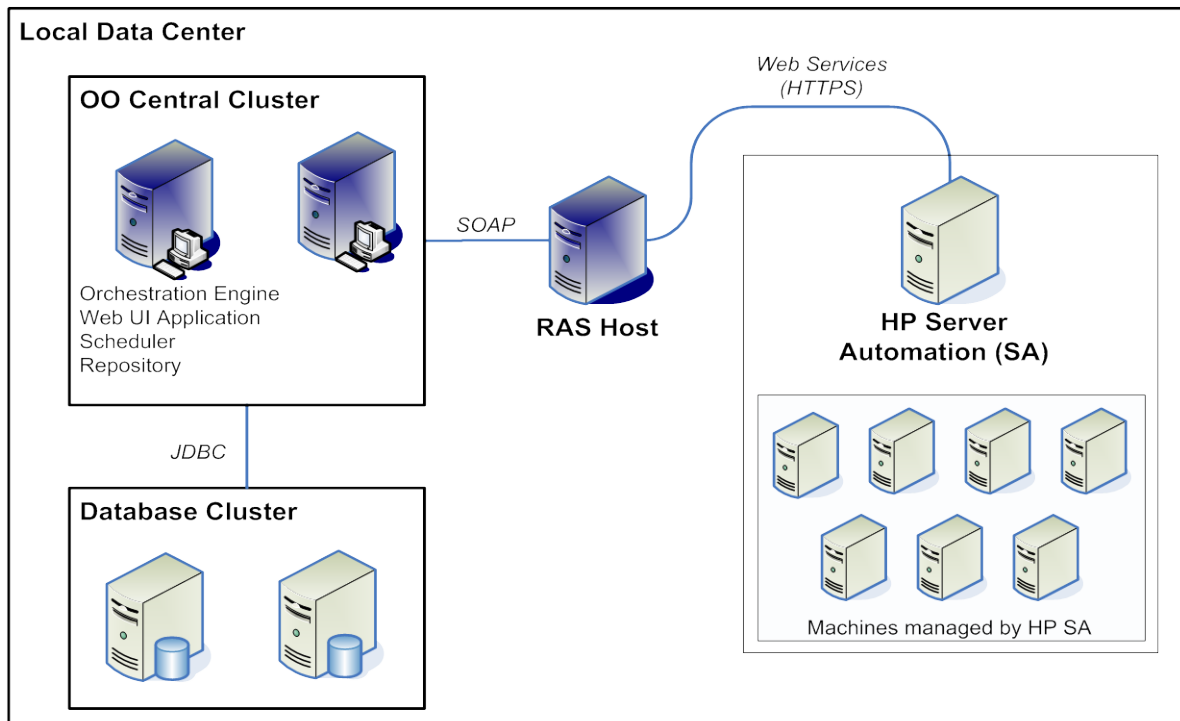 Local Data Center
OO Central Cluster
Orchestration Engine
Web UI Application
Scheduler
Repository
JDBC
Database Cluster
SOAP
RAS Host
Web Services
(HTTPS)
HP Server
Automation (SA)
Machines managed by HP SA